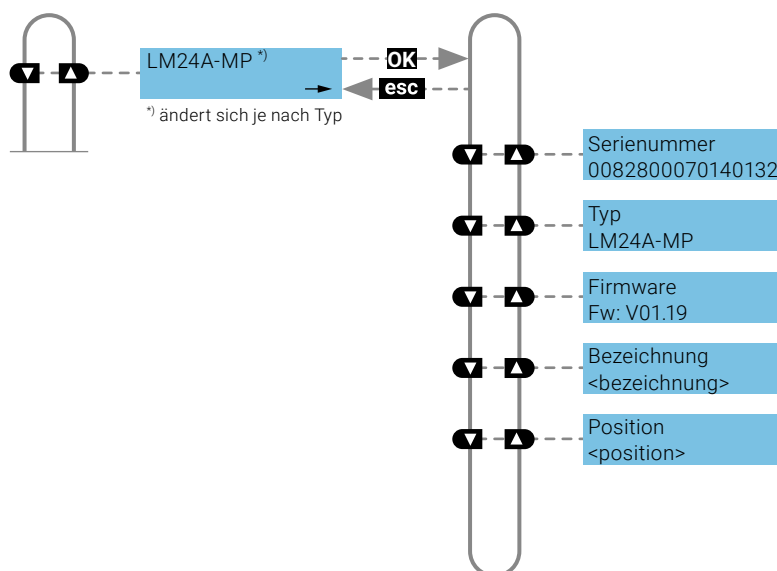 LM24A-MP *)
OK
esc
*) ändert sich je nach Typ
Serienummer
0082800070140132
Typ
LM24A-MP
Firmware
Fw: V01.19
Bezeichnung
<bezeichnung>
Position
<position>